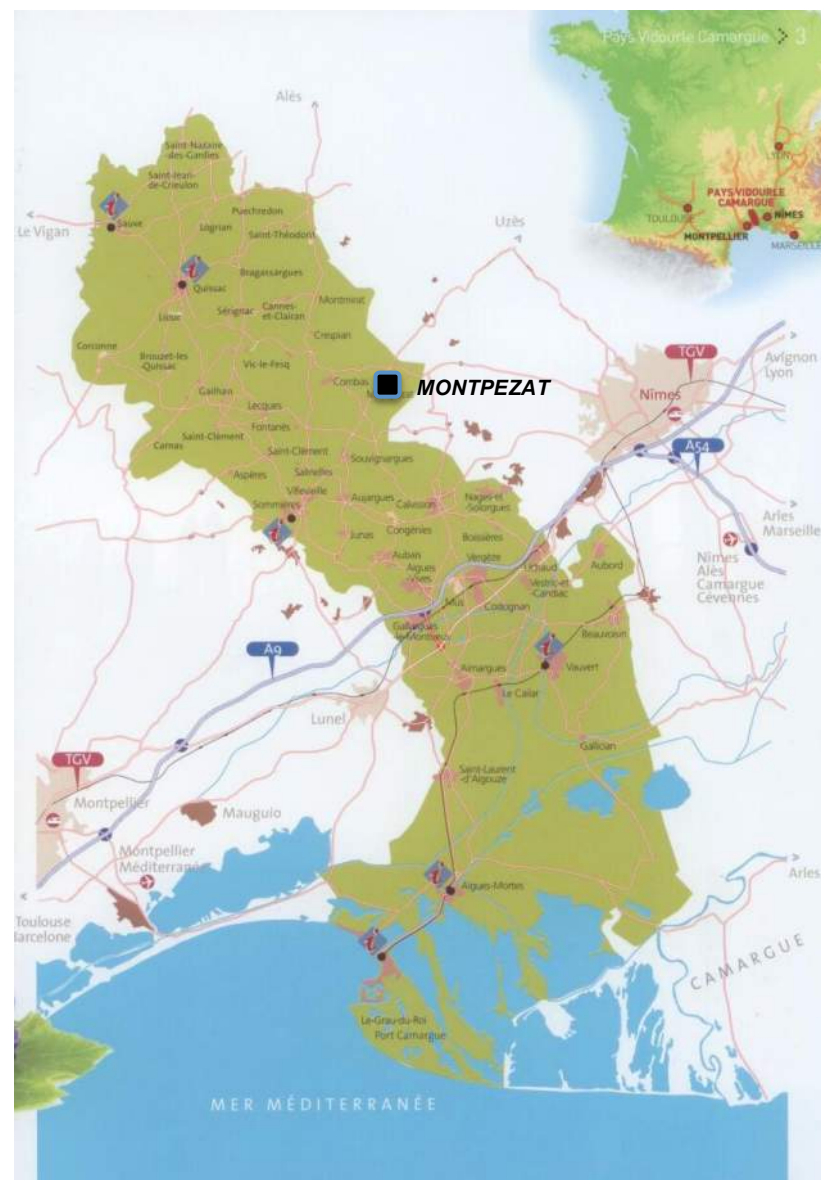 Pays Vidourle Camargue > 3
LYON
PAYS VIDOURLE
CAMARGUE
TOULOUSE
NÎMES
MONTPELLIER
MARSEILLE
Alès
Saint-Nazaire
-des-Gardies
Saint-Jean
-de-Crieulon
Sauve
Le Vigan
Puechredon
Logrian
Saint-Théodorit
Uzès
Bragassargues
Quissac
Montmirat
Liouc
Sérignac
Cannes-
et-Clairan
Crespian
Corconne
Brouzet-les
-Quissac
Vic-le-Fesq
TGV
Avignon
Lyon
Combas
MONTPEZAT
Gailhan
Nîmes
Lecques
Fontanès
Saint-Clément
Carnas
A54
Saint-Clément
Souvignargues
Aspères
Salinelles
Villevieille
Aujargues
Calvisson
Nages-et
-Solorgues
Sommières
Arles
Marseille
Junas
Congénies
Boissières
Aubais
Vergèze
Uchaud
Aubord
Nîmes
Alès
Camargue
Cévennes
Aigues
-Vives
Vestric-et
-Candiac
Mus
Codognan
Gallargues
-le-Montueux
Beauvoisin
A9
Aimargues
Vauvert
Le Cailar
Lunel
Gallician
TGV
Saint-Laurent
-d'Aigouze
Montpellier
Mauguio
Montpellier
Méditerranée
Aigues-Mortes
Arles
Toulouse
Barcelone
CAMARGUE
Le-Grau-du-Roi
Port Camargue
MER MÉDITERRANÉE